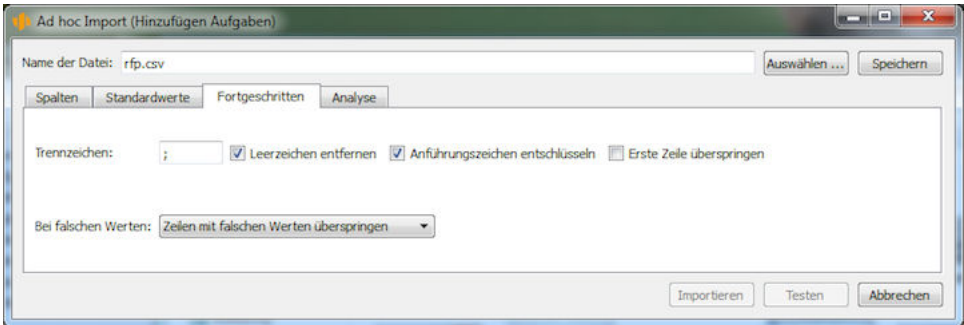 Ad hoc Import (Hinzufügen Aufgaben)
Name der Datei: rfp.csv Auswählen ... Speichern
Spalten Standardwerte Fortgeschritten Analyse
Trennzeichen: ; Leerzeichen entfernen Anführungszeichen entschlüsseln Erste Zeile überspringen
Bei falschen Werten: Zeilen mit falschen Werten überspringen
Importieren Testen Abbrechen